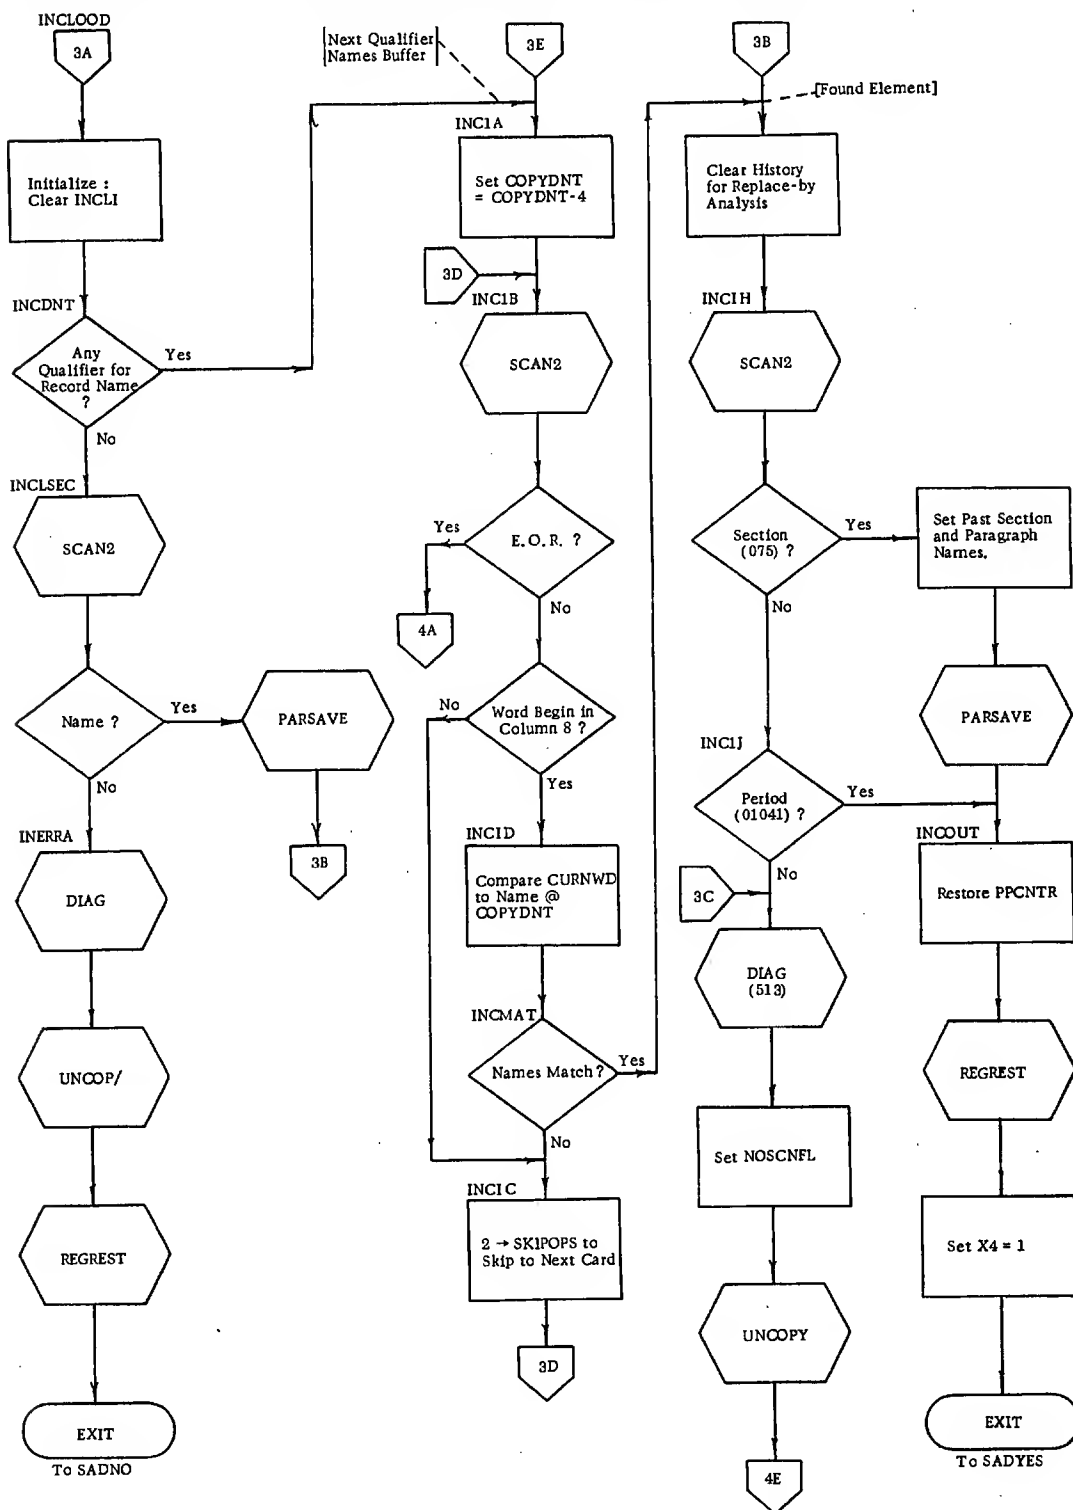 INCLOOD
3A
Initialize :
Clear INCLI
INCDNT
Any
Qualifier for
Record Name
?
Yes
No
INCLSEC
SCAN2
Name ?
Yes
PARSAVE
3B
No
INERRA
DIAG
UNCOP/
REGREST
EXIT
To SADNO
[Next Qualifier
Names Buffer]
3E
INC1A
Set COPYDNT
= COPYDNT-4
3D
INC1B
SCAN2
Yes
E.O.R. ?
4A
No
No
Word Begin in
Column 8 ?
Yes
INCID
Compare CURNWD
to Name @
COPYDNT
INCMAT
Names Match ?
Yes
No
INCIC
2 → SKIPOPS to
Skip to Next Card
3D
3B
[Found Element]
Clear History
for Replace-by
Analysis
INCIH
SCAN2
Section
(075) ?
Yes
Set Past Section
and Paragraph
Names.
No
PARSAVE
INC1J
Period
(01041) ?
Yes
INCOUT
No
3C
Restore PPCNTR
DIAG
(513)
REGREST
Set NOSCNFL
Set X4 = 1
UNCOPY
EXIT
To SADYES
4E